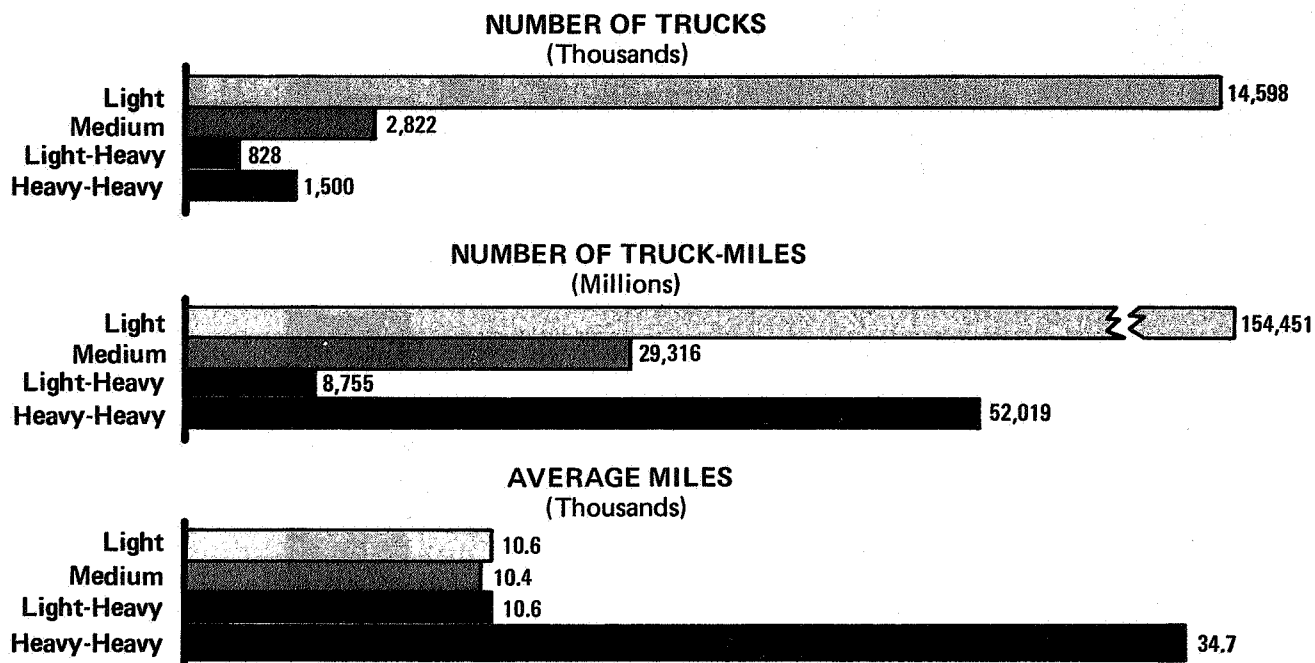 NUMBER OF TRUCKS
(Thousands)
Light 14,598
Medium 2,822
Light-Heavy 828
Heavy-Heavy 1,500
NUMBER OF TRUCK-MILES
(Millions)
Light 154,451
Medium 29,316
Light-Heavy 8,755
Heavy-Heavy 52,019
AVERAGE MILES
(Thousands)
Light 10.6
Medium 10.4
Light-Heavy 10.6
Heavy-Heavy 34.7